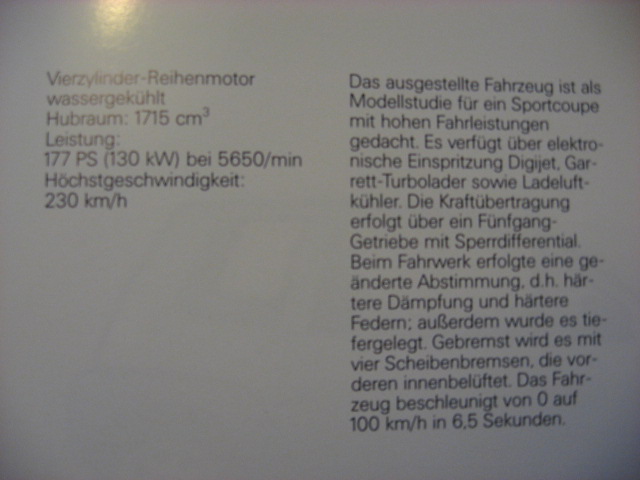 Vierzylinder-Reihenmotor
wassergekühlt
Hubraum: 1715 cm³
Leistung:
177 PS (130 kW) bei 5650/min
Höchstgeschwindigkeit:
230 km/h
Das ausgestellte Fahrzeug ist als
Modellstudie für ein Sportcoupe
mit hohen Fahrleistungen
gedacht. Es verfügt über elektro-
nische Einspritzung Digijet, Gar-
rett-Turbolader sowie Ladeluft-
kühler. Die Kraftübertragung
erfolgt über ein Fünfgang-
Getriebe mit Sperrdifferential.
Beim Fahrwerk erfolgte eine ge-
änderte Abstimmung, d.h. här-
tere Dämpfung und härtere
Federn; außerdem wurde es tie-
fergelegt. Gebremst wird es mit
vier Scheibenbremsen, die vor-
deren innenbelüftet. Das Fahr-
zeug beschleunigt von 0 auf
100 km/h in 6,5 Sekunden.